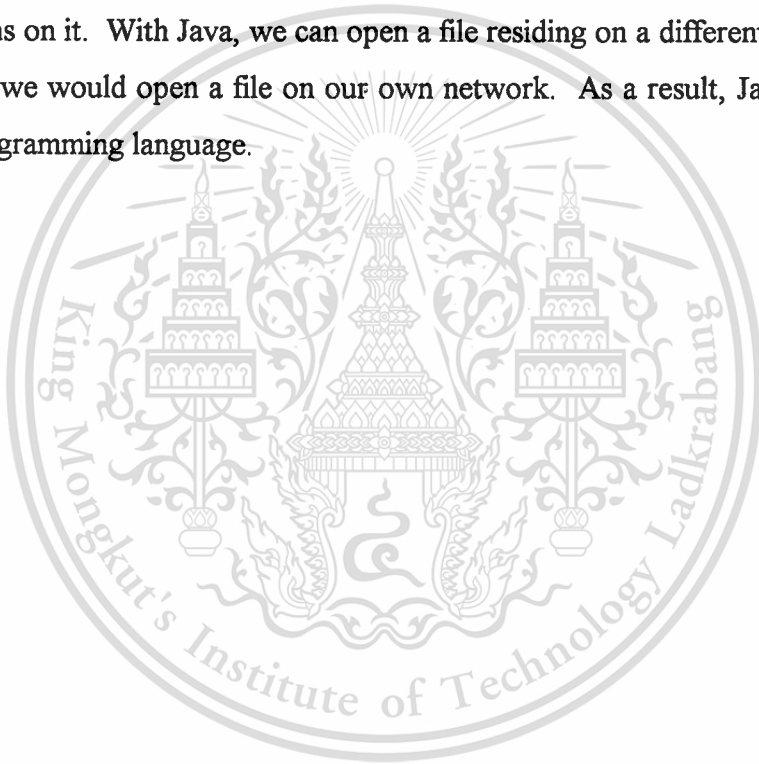 ns on it. With Java, we can open a file residing on a different
we would open a file on our own network. As a result, Ja
gramming language.
King Mongkut's Institute of Technology Ladkrabang